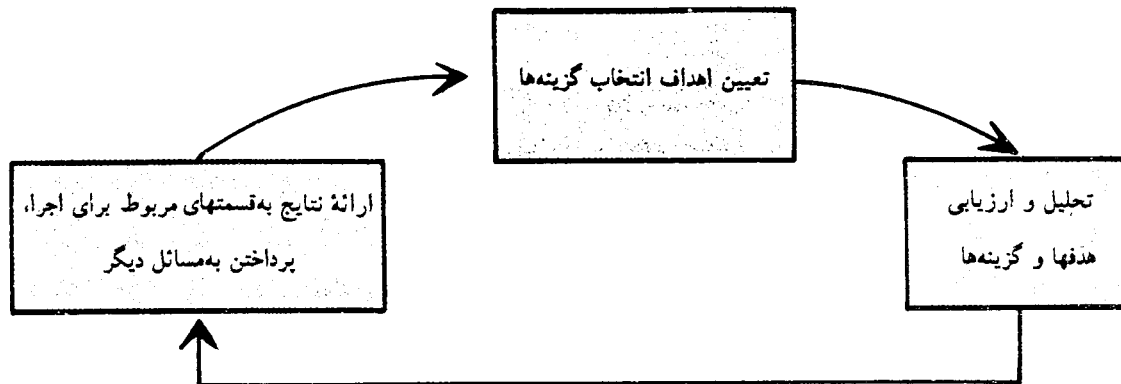 تعیین اهداف انتخاب گزینه‌ها
تحلیل و ارزیابی
هدفها و گزینه‌ها
ارائهٔ نتایج به‌قسمتهای مربوط برای اجرا،
پرداختن به‌مسائل دیگر